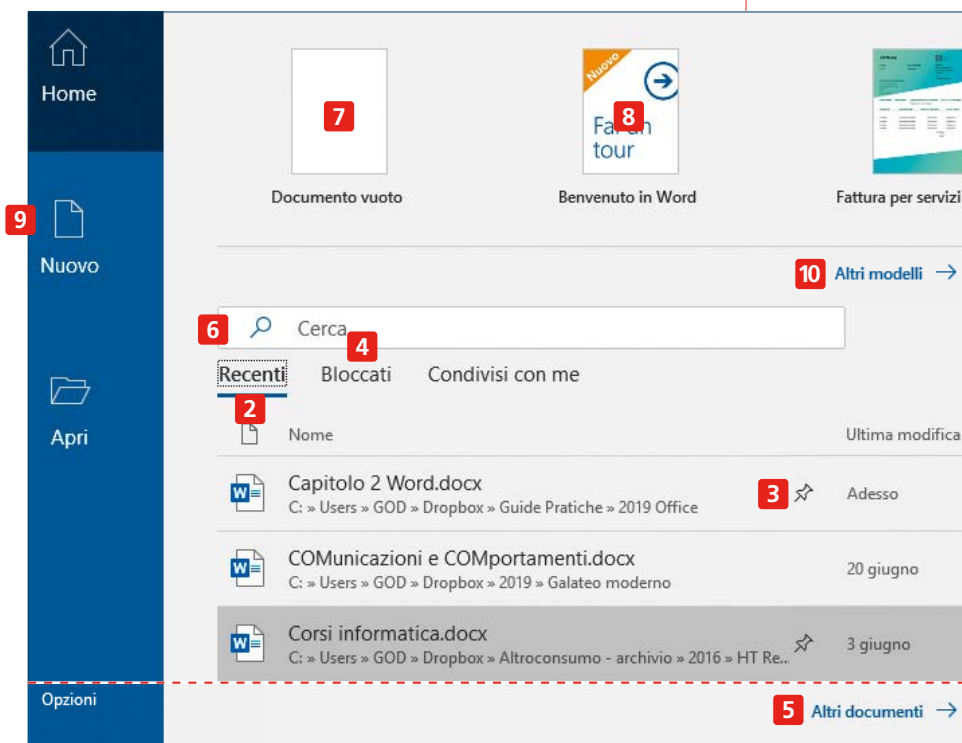 Home
9
Nuovo
Apri
Opzioni
7
Documento vuoto
Nuovo
8
Fai un
tour
Benvenuto in Word
Fattura per servizi
10 Altri modelli
6 Cerca
4
Recenti Bloccati Condivisi con me
2
Nome Ultima modifica
Capitolo 2 Word.docx
C: » Users » GOD » Dropbox » Guide Pratiche » 2019 Office
3 Adesso
COMunicazioni e COMportamenti.docx
C: » Users » GOD » Dropbox » 2019 » Galateo moderno
20 giugno
Corsi informatica.docx
C: » Users » GOD » Dropbox » Altroconsumo - archivio » 2016 » HT Re...
3 giugno
5 Altri documenti